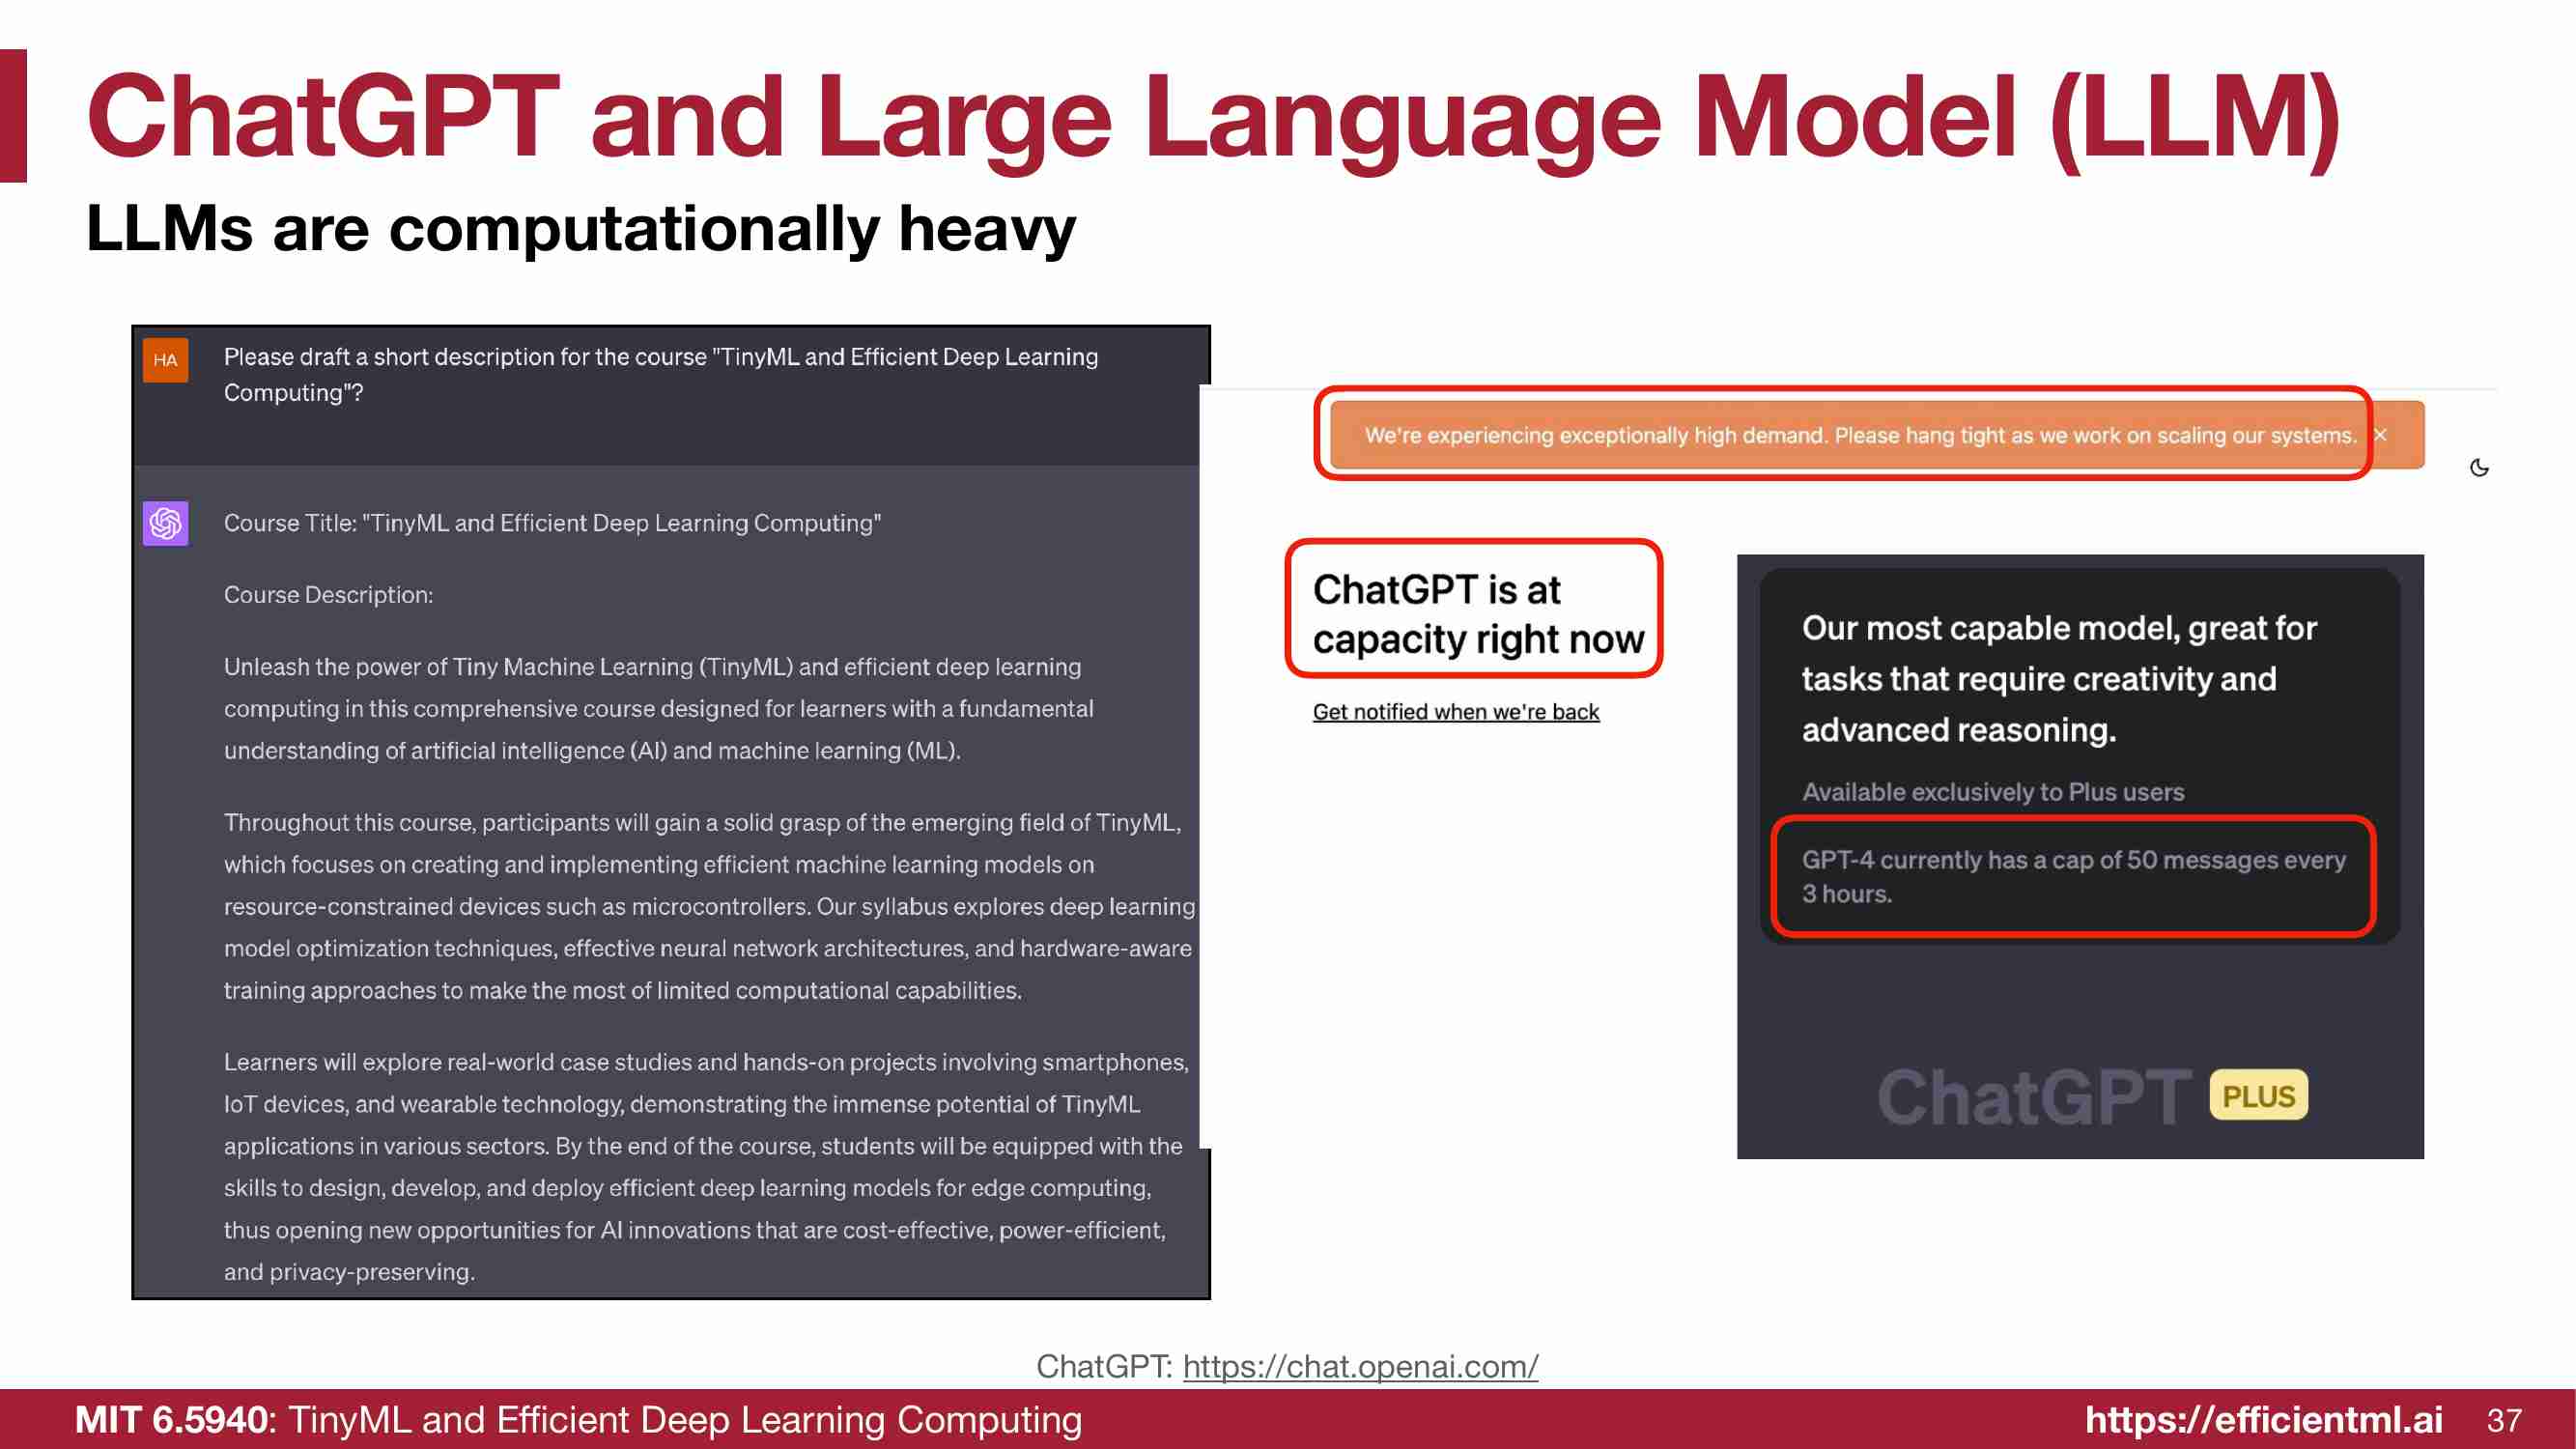 ChatGPT and Large Language Model (LLM)
LLMs are computationally heavy
HA
Please draft a short description for the course "TinyML and Efficient Deep Learning
Computing"?
Course Title: "TinyML and Efficient Deep Learning Computing"
Course Description:
Unleash the power of Tiny Machine Learning (TinyML) and efficient deep learning
computing in this comprehensive course designed for learners with a fundamental
understanding of artificial intelligence (AI) and machine learning (ML).
Throughout this course, participants will gain a solid grasp of the emerging field of TinyML,
which focuses on creating and implementing efficient machine learning models on
resource-constrained devices such as microcontrollers. Our syllabus explores deep learning
model optimization techniques, effective neural network architectures, and hardware-aware
training approaches to make the most of limited computational capabilities.
Learners will explore real-world case studies and hands-on projects involving smartphones,
IoT devices, and wearable technology, demonstrating the immense potential of TinyML
applications in various sectors. By the end of the course, students will be equipped with the
skills to design, develop, and deploy efficient deep learning models for edge computing,
thus opening new opportunities for AI innovations that are cost-effective, power-efficient,
and privacy-preserving.
We're experiencing exceptionally high demand. Please hang tight as we work on scaling our systems.
ChatGPT is at
capacity right now
Get notified when we're back
Our most capable model, great for
tasks that require creativity and
advanced reasoning.
Available exclusively to Plus users
GPT-4 currently has a cap of 50 messages every
3 hours.
ChatGPT PLUS
ChatGPT: https://chat.openai.com/
MIT 6.5940: TinyML and Efficient Deep Learning Computing
https://efficientml.ai 37